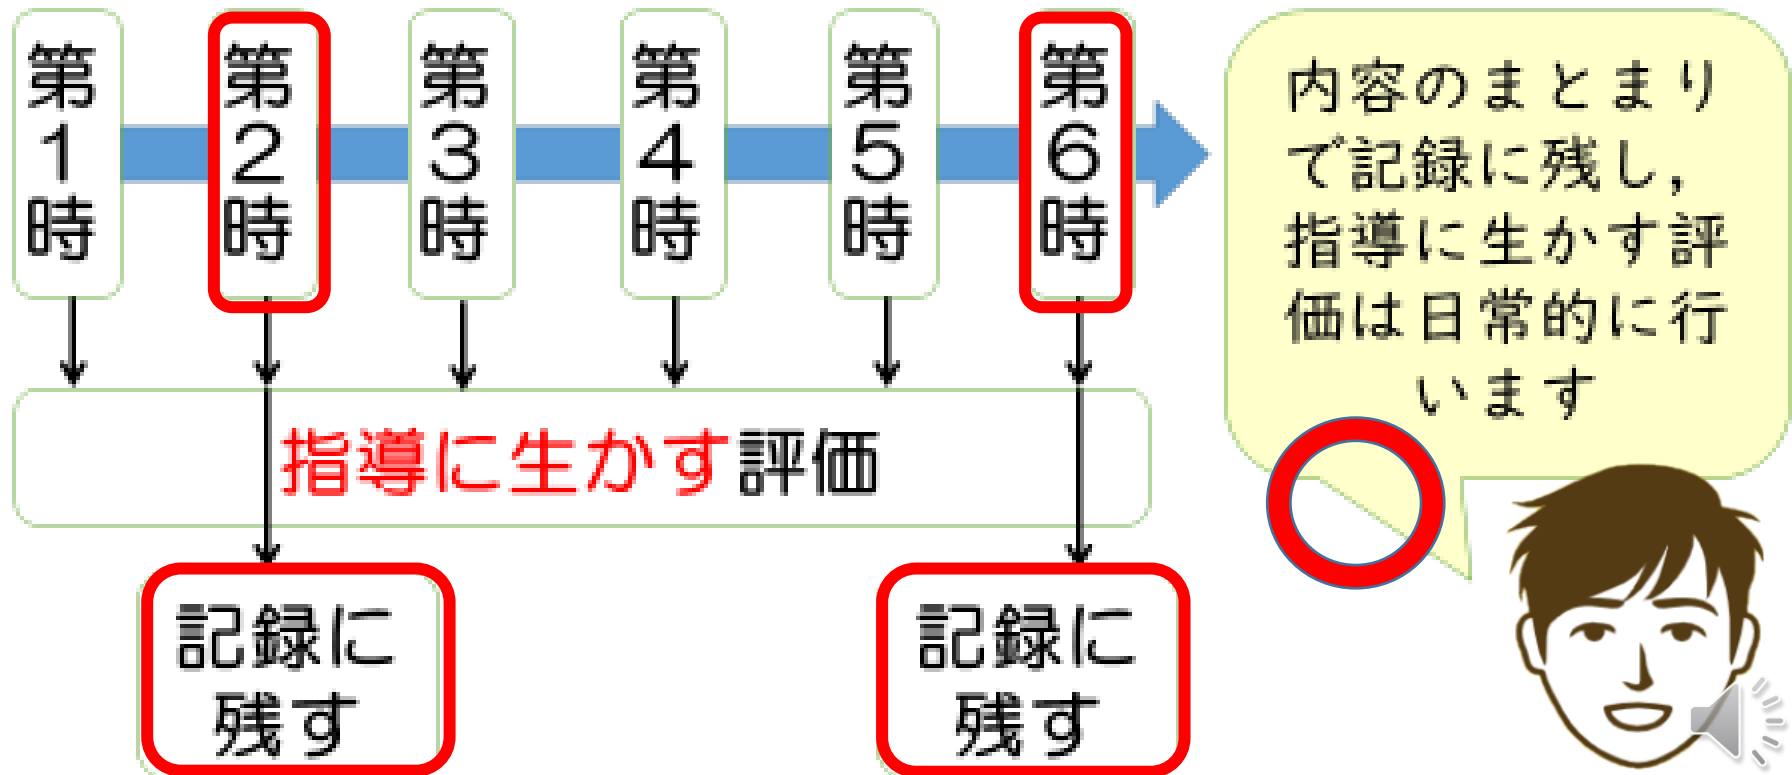 第1時
第2時
第3時
第4時
第5時
第6時
内容のまとまり
で記録に残し，
指導に生かす評
価は日常的に行
います
指導に生かす評価
記録に
残す
記録に
残す